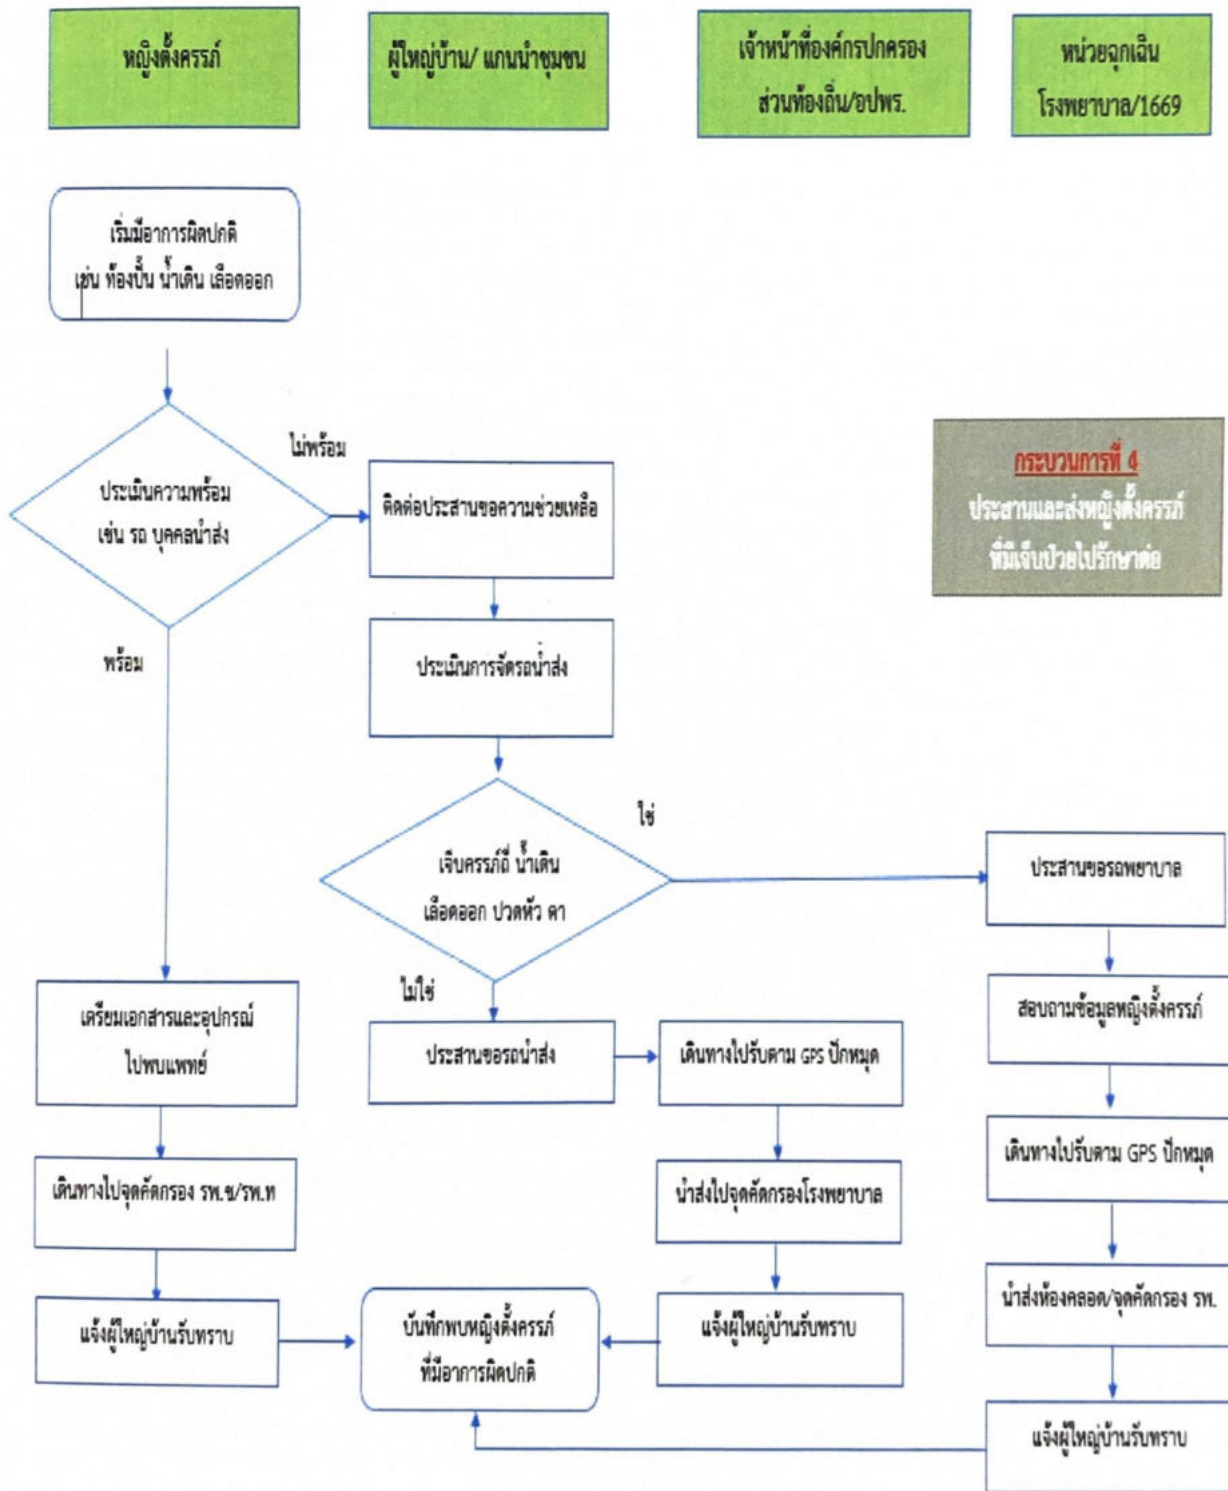 หญิงตั้งครรภ์
ผู้ใหญ่บ้าน/ แกนนำชุมชน
เจ้าหน้าที่องค์กรปกครอง
ส่วนท้องถิ่น/อปพร.
หน่วยฉุกเฉิน
โรงพยาบาล/1669
เริ่มมีอาการผิดปกติ
เช่น ท้องปั้น น้ำเดิน เลือดออก
ประเมินความพร้อม
เช่น รถ บุคคลนำส่ง
ไม่พร้อม
พร้อม
ติดต่อประสานขอความช่วยเหลือ
กระบวนการที่ 4
ประสานและส่งหญิงตั้งครรภ์
ที่มีเจ็บป่วยไปรักษาต่อ
ประเมินการจัดรถนำส่ง
เจ็บครรภ์ถี่ น้ำเดิน
เลือดออก ปวดหัว ตา
ใช่
ไม่ใช่
ประสานขอรถพยาบาล
เตรียมเอกสารและอุปกรณ์
ไปพบแพทย์
ประสานขอรถนำส่ง
เดินทางไปรับตาม GPS ปักหมุด
สอบถามข้อมูลหญิงตั้งครรภ์
เดินทางไปจุดคัดกรอง รพ.ช/รพ.ท
นำส่งไปจุดคัดกรองโรงพยาบาล
เดินทางไปรับตาม GPS ปักหมุด
แจ้งผู้ใหญ่บ้านรับทราบ
บันทึกพบหญิงตั้งครรภ์
ที่มีอาการผิดปกติ
แจ้งผู้ใหญ่บ้านรับทราบ
นำส่งห้องคลอด/จุดคัดกรอง รพ.
แจ้งผู้ใหญ่บ้านรับทราบ